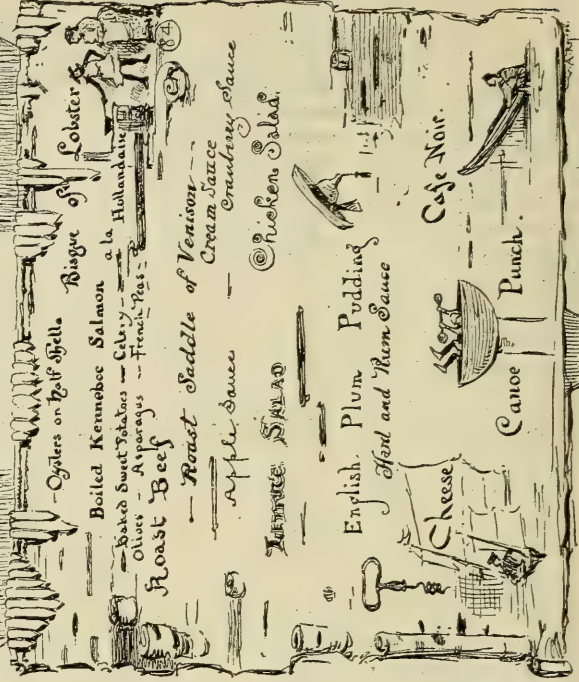 Oysters on Half Shells
Bisque of Lobster
Boiled Kennebec Salmon a la Hollandaise
Baked Sweet Potatoes — Celery
Olives - Asparagus - French Peas
Roast Beef
84
Roast Saddle of Venison
Cream Sauce
Apple Sauce — Cranberry Sauce
Lettuce Salad
Chicken Salad.
English Plum Pudding
Hard and Rum Sauce
Cheese
Cafe Noir.
Canoe Punch.